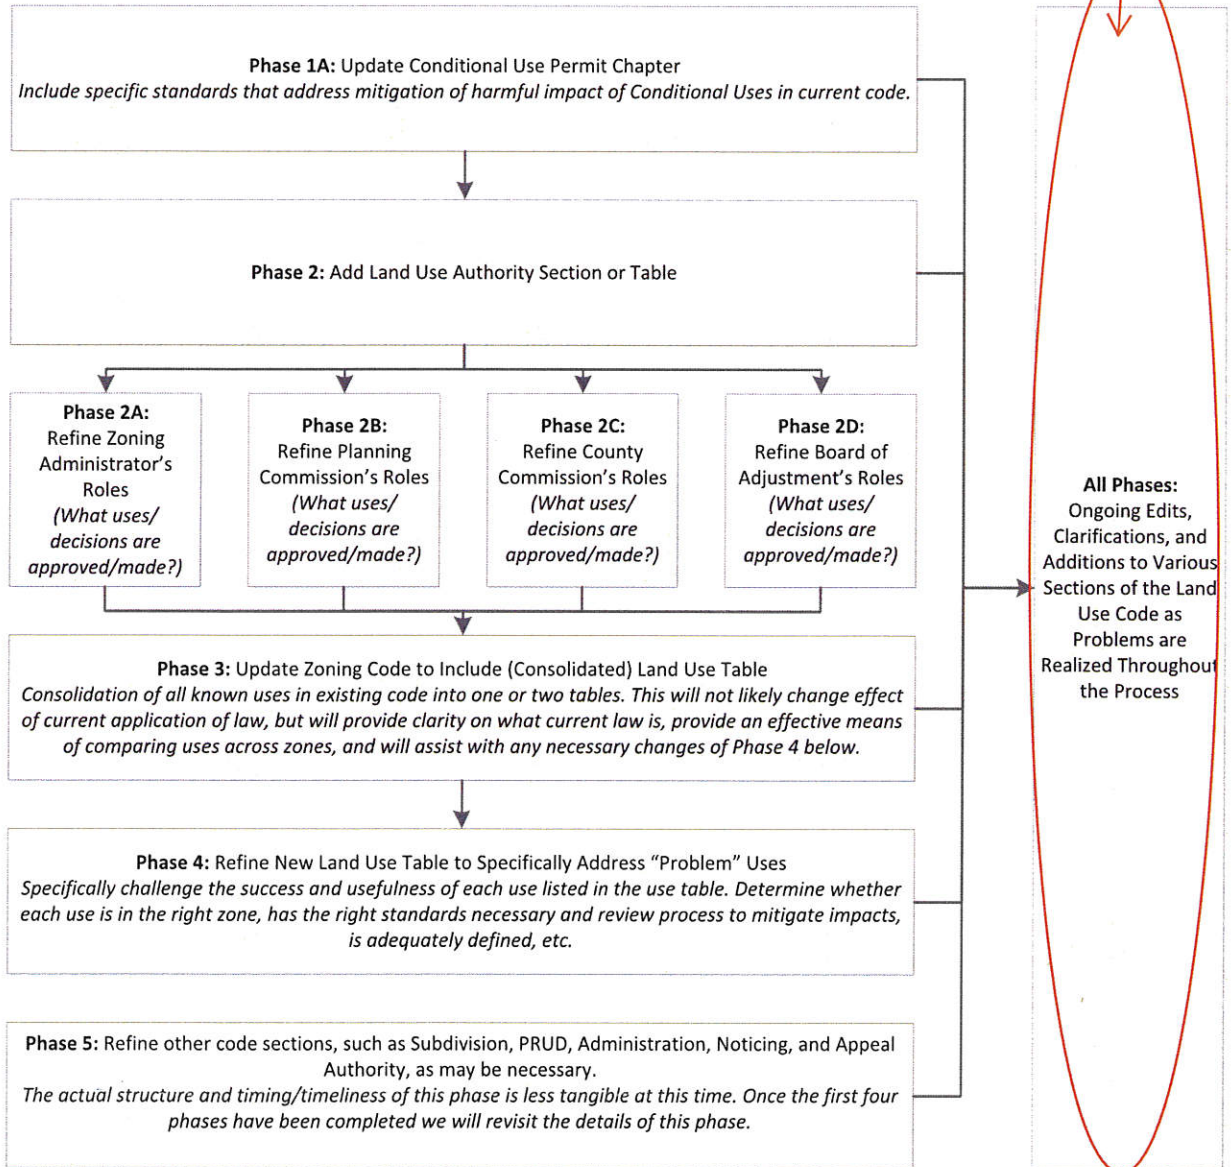 Phase 1A: Update Conditional Use Permit Chapter
Include specific standards that address mitigation of harmful impact of Conditional Uses in current code.
Phase 2: Add Land Use Authority Section or Table
Phase 2A:
Refine Zoning
Administrator's
Roles
(What uses/
decisions are
approved/made?)
Phase 2B:
Refine Planning
Commission's Roles
(What uses/
decisions are
approved/made?)
Phase 2C:
Refine County
Commission's Roles
(What uses/
decisions are
approved/made?)
Phase 2D:
Refine Board of
Adjustment's Roles
(What uses/
decisions are
approved/made?)
Phase 3: Update Zoning Code to Include (Consolidated) Land Use Table
Consolidation of all known uses in existing code into one or two tables. This will not likely change effect
of current application of law, but will provide clarity on what current law is, provide an effective means
of comparing uses across zones, and will assist with any necessary changes of Phase 4 below.
Phase 4: Refine New Land Use Table to Specifically Address “Problem” Uses
Specifically challenge the success and usefulness of each use listed in the use table. Determine whether
each use is in the right zone, has the right standards necessary and review process to mitigate impacts,
is adequately defined, etc.
Phase 5: Refine other code sections, such as Subdivision, PRUD, Administration, Noticing, and Appeal
Authority, as may be necessary.
The actual structure and timing/timeliness of this phase is less tangible at this time. Once the first four
phases have been completed we will revisit the details of this phase.
All Phases:
Ongoing Edits,
Clarifications, and
Additions to Various
Sections of the Land
Use Code as
Problems are
Realized Throughout
the Process